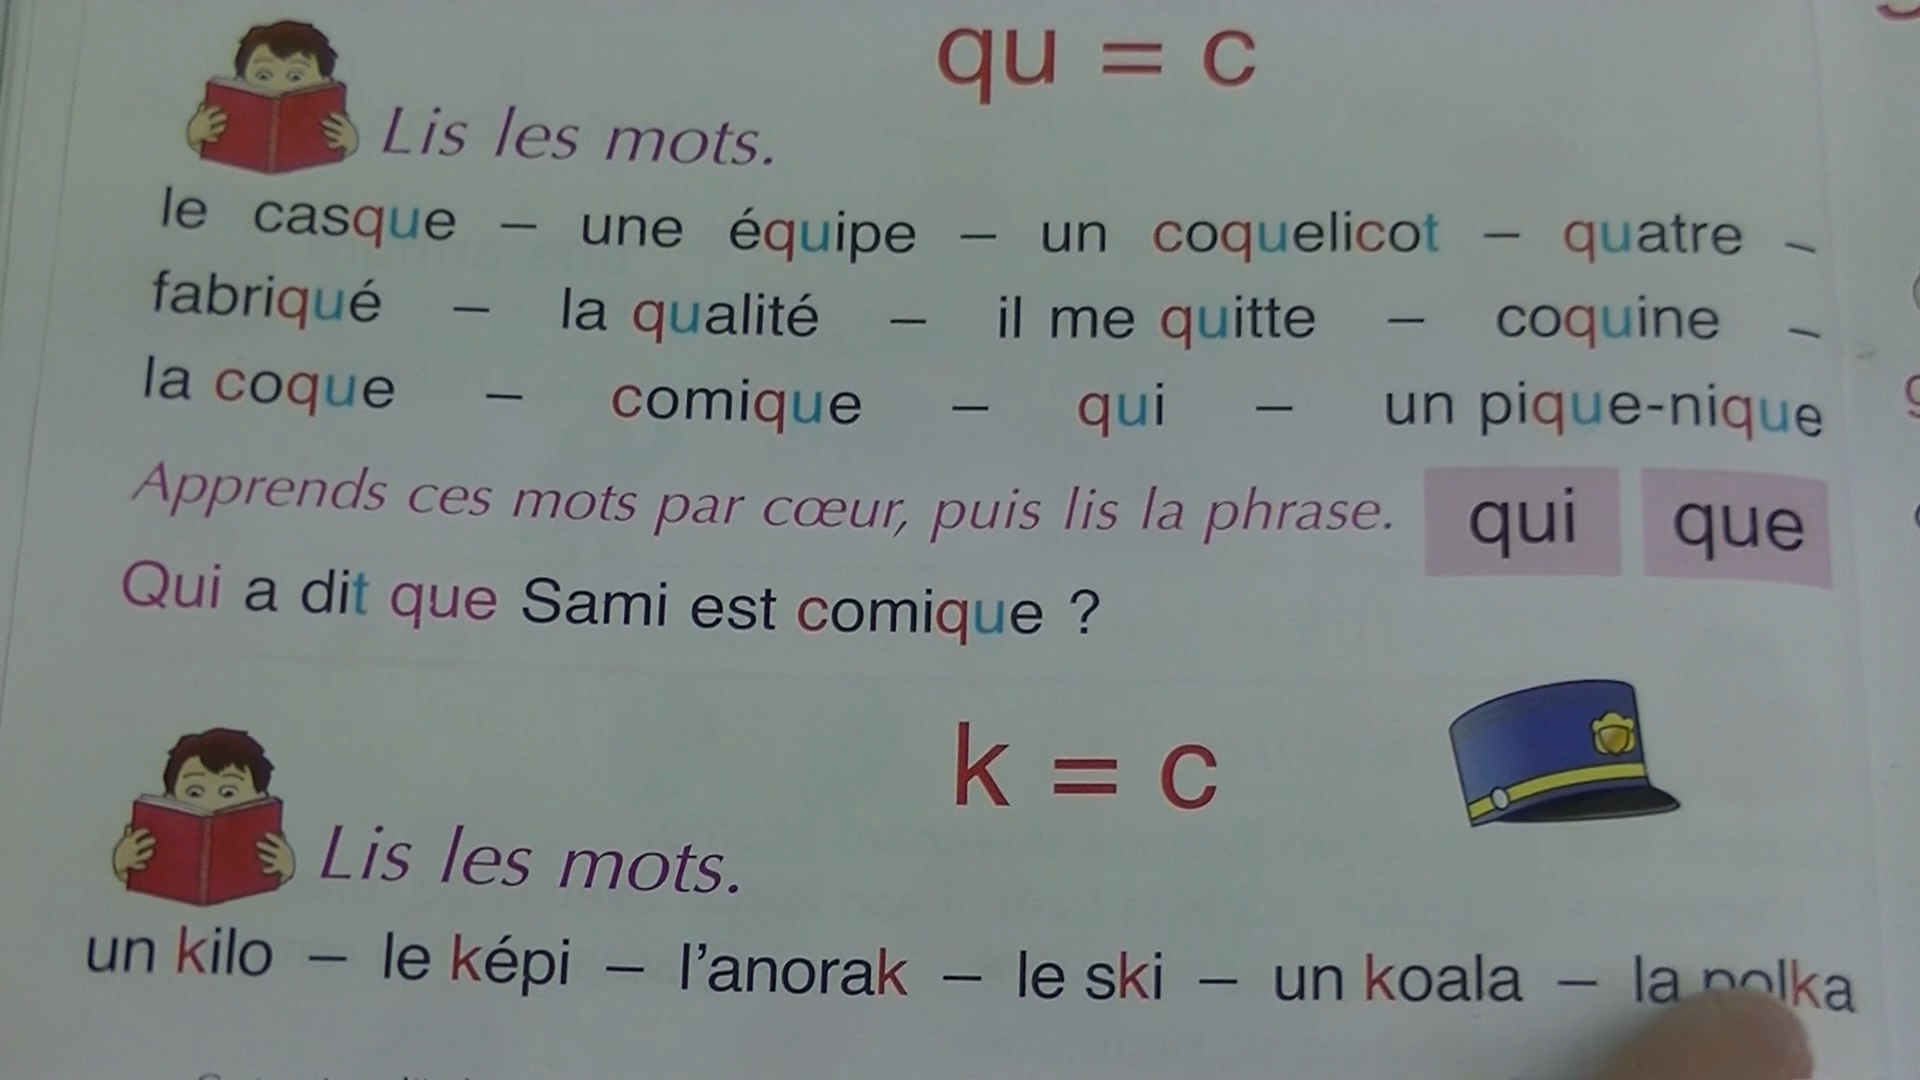 qu = c
Lis les mots.
le casque – une équipe – un coquelicot – quatre –
fabriqué – la qualité – il me quitte – coquine –
la coque – comique – qui – un pique-nique
Apprends ces mots par cœur, puis lis la phrase. qui que
Qui a dit que Sami est comique ?
k = c
Lis les mots.
un kilo – le képi – l'anorak – le ski – un koala – la polka